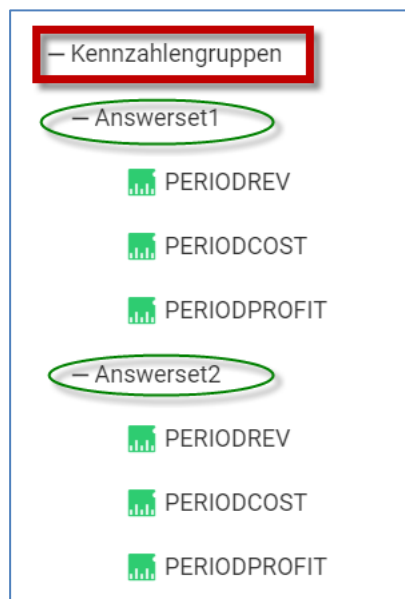 – Kennzahlengruppen
– Answerset1
PERIODREV
PERIODCOST
PERIODPROFIT
– Answerset2
PERIODREV
PERIODCOST
PERIODPROFIT